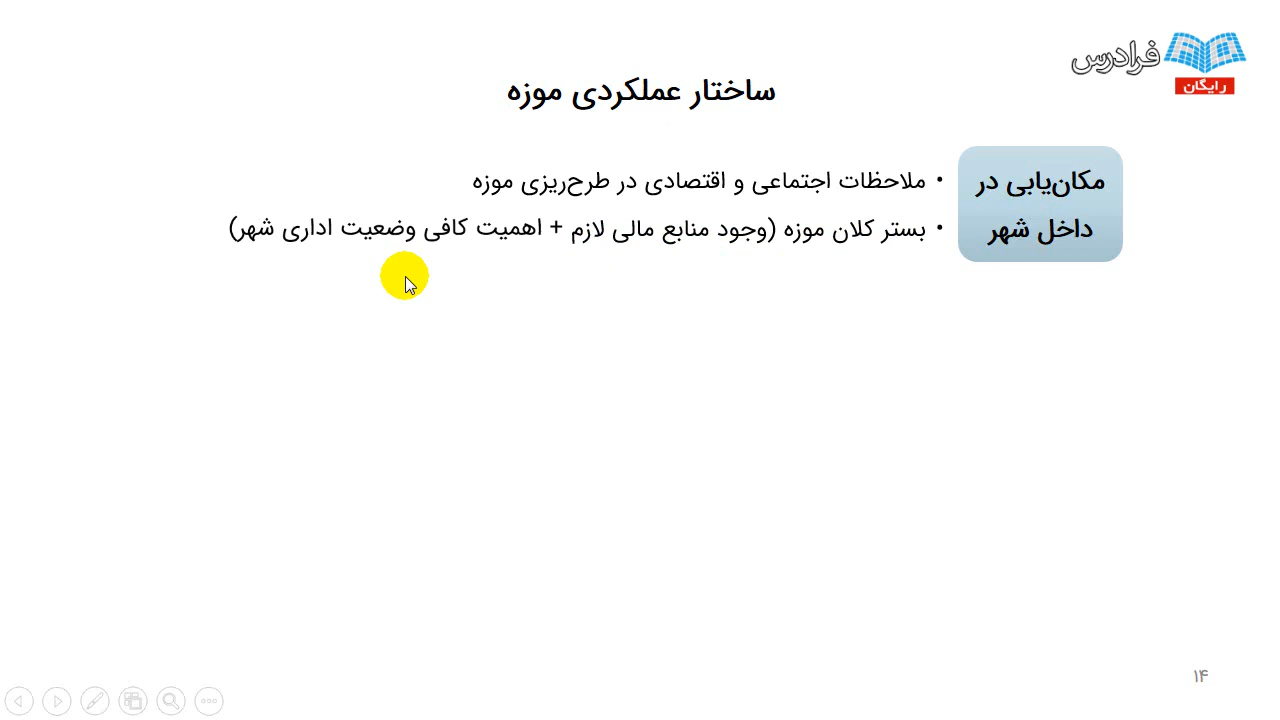 فرادرس
رایگان
ساختار عملکردی موزه
مکان‌یابی در
داخل شهر
• ملاحظات اجتماعی و اقتصادی در طرح‌ریزی موزه
• بستر کلان موزه (وجود منابع مالی لازم + اهمیت کافی وضعیت اداری شهر)
۱۴